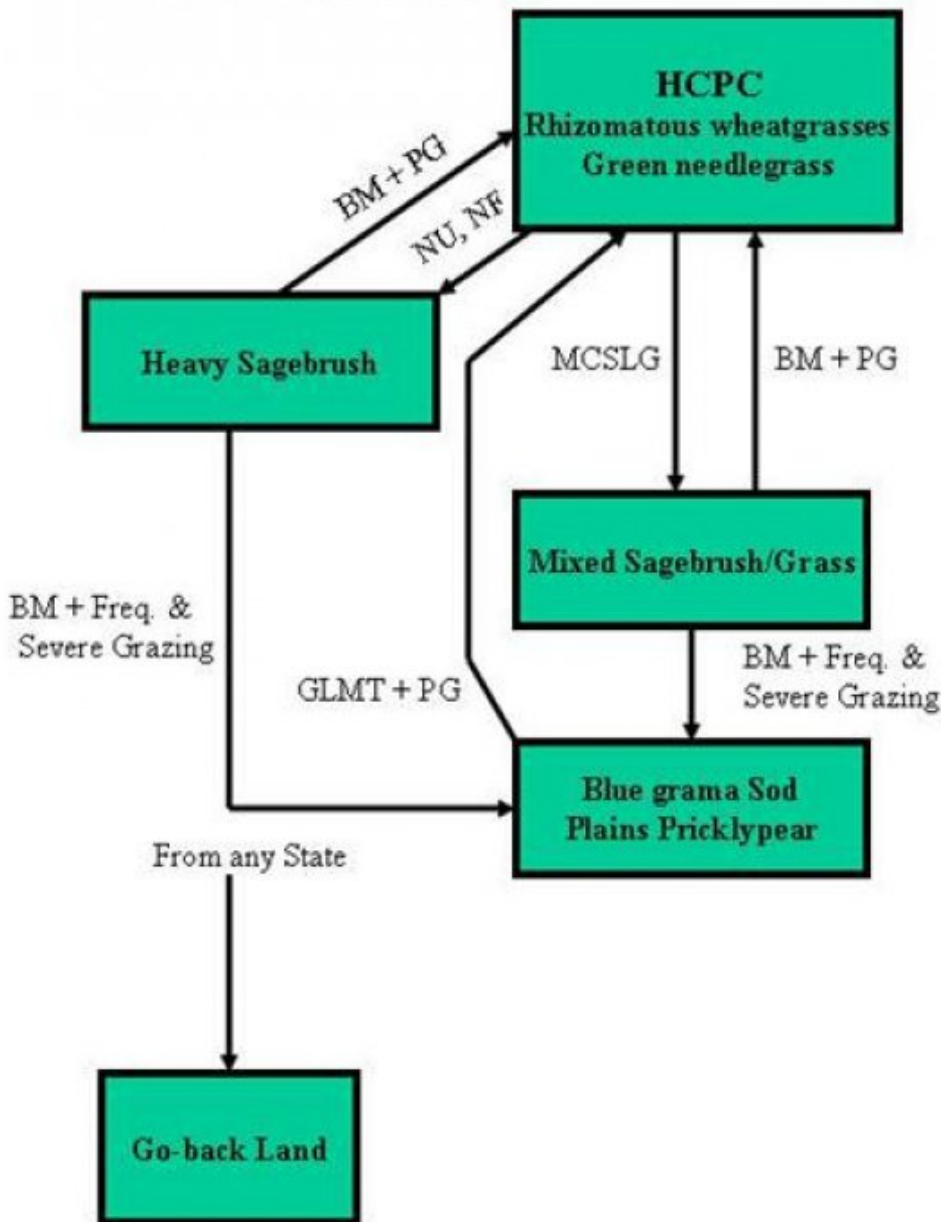 HCPC
Rhizomatous wheatgrasses
Green needlegrass
BM + PG
NU, NF
Heavy Sagebrush
MCSLG
BM + PG
Mixed Sagebrush/Grass
BM + Freq. &
Severe Grazing
BM + Freq. &
Severe Grazing
GLMT + PG
Blue grama Sod
Plains Pricklypear
From any State
Go-back Land